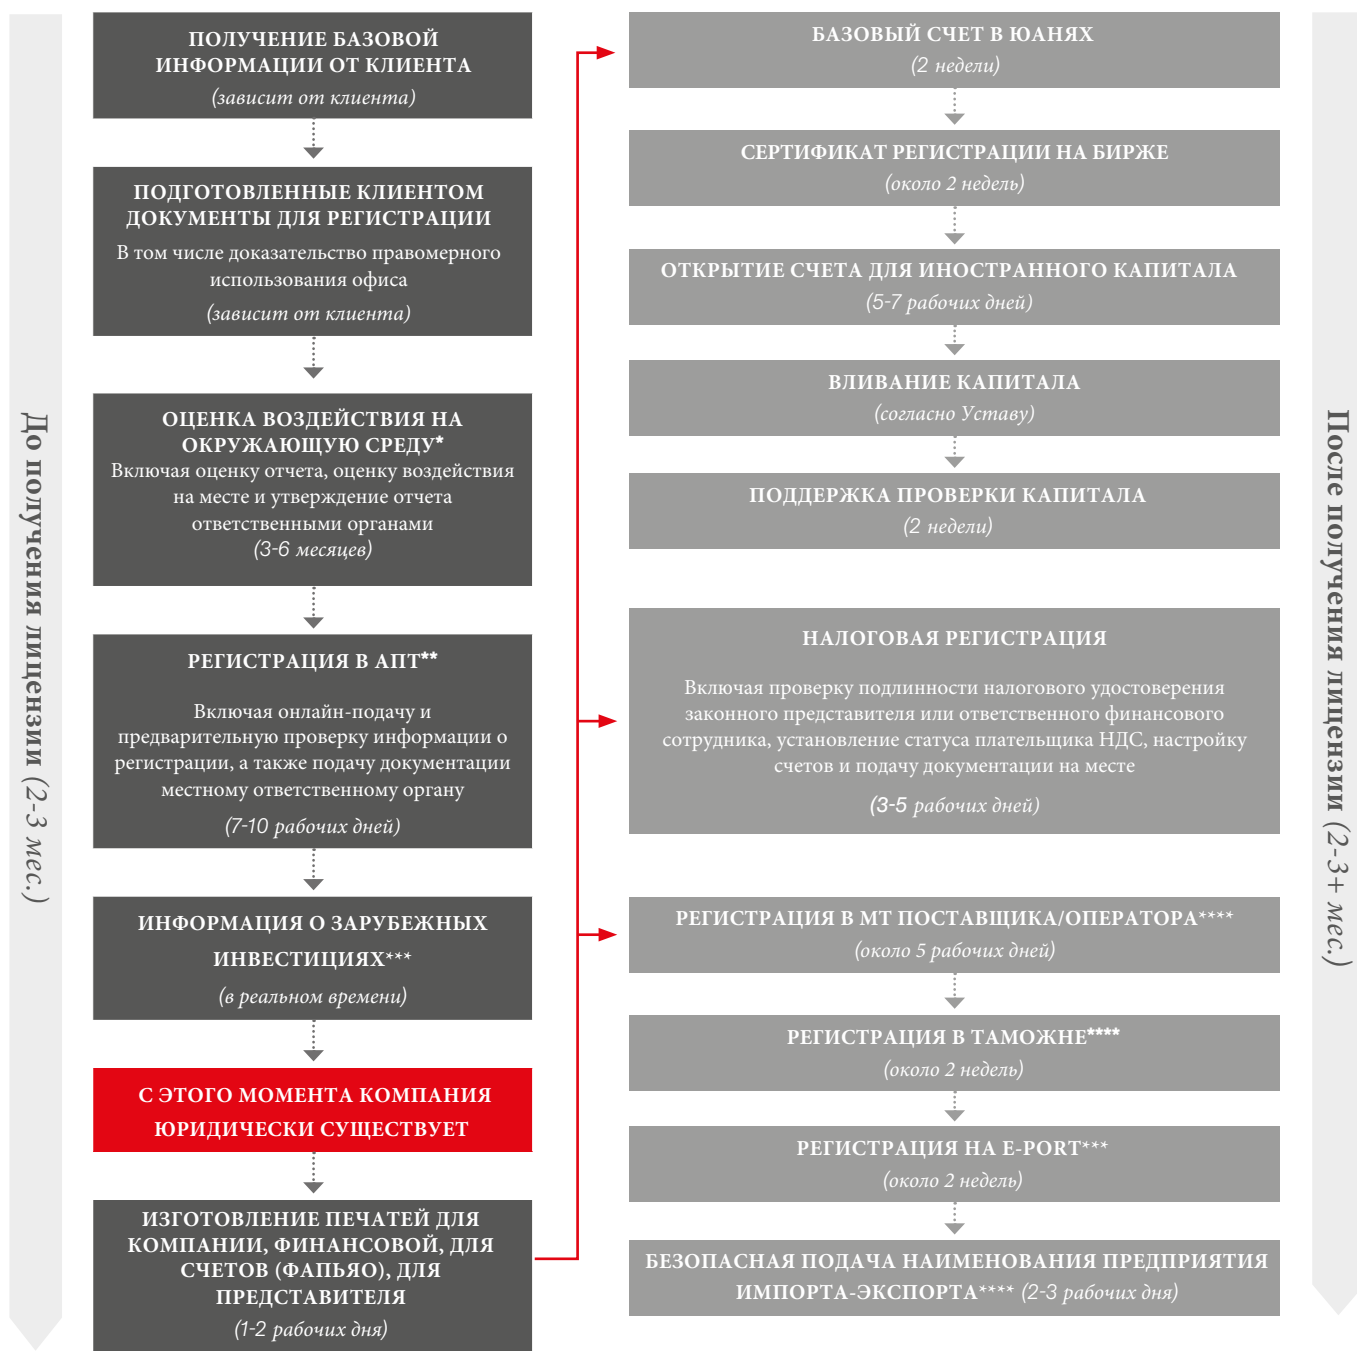 До получения лицензии (2-3 мес.)
ПОЛУЧЕНИЕ БАЗОВОЙ
ИНФОРМАЦИИ ОТ КЛИЕНТА
(зависит от клиента)
ПОДГОТОВЛЕННЫЕ КЛИЕНТОМ
ДОКУМЕНТЫ ДЛЯ РЕГИСТРАЦИИ
В том числе доказательство правомерного
использования офиса
(зависит от клиента)
ОЦЕНКА ВОЗДЕЙСТВИЯ НА
ОКРУЖАЮЩУЮ СРЕДУ*
Включая оценку отчета, оценку воздействия
на месте и утверждение отчета
ответственными органами
(3-6 месяцев)
РЕГИСТРАЦИЯ В АПТ**
Включая онлайн-подачу и
предварительную проверку информации о
регистрации, а также подачу документации
местному ответственному органу
(7-10 рабочих дней)
ИНФОРМАЦИЯ О ЗАРУБЕЖНЫХ
ИНВЕСТИЦИЯХ***
(в реальном времени)
С ЭТОГО МОМЕНТА КОМПАНИЯ
ЮРИДИЧЕСКИ СУЩЕСТВУЕТ
ИЗГОТОВЛЕНИЕ ПЕЧАТЕЙ ДЛЯ
КОМПАНИИ, ФИНАНСОВОЙ, ДЛЯ
СЧЕТОВ (ФАПЬЯО), ДЛЯ
ПРЕДСТАВИТЕЛЯ
(1-2 рабочих дня)
БАЗОВЫЙ СЧЕТ В ЮАНЯХ
(2 недели)
СЕРТИФИКАТ РЕГИСТРАЦИИ НА БИРЖЕ
(около 2 недель)
ОТКРЫТИЕ СЧЕТА ДЛЯ ИНОСТРАННОГО КАПИТАЛА
(5-7 рабочих дней)
ВЛИВАНИЕ КАПИТАЛА
(согласно Уставу)
ПОДДЕРЖКА ПРОВЕРКИ КАПИТАЛА
(2 недели)
НАЛОГОВАЯ РЕГИСТРАЦИЯ
Включая проверку подлинности налогового удостоверения
законного представителя или ответственного финансового
сотрудника, установление статуса плательщика НДС, настройку
счетов и подачу документации на месте
(3-5 рабочих дней)
РЕГИСТРАЦИЯ В МТ ПОСТАВЩИКА/ОПЕРАТОРА****
(около 5 рабочих дней)
РЕГИСТРАЦИЯ В ТАМОЖНЕ****
(около 2 недель)
РЕГИСТРАЦИЯ НА E-PORT***
(около 2 недель)
БЕЗОПАСНАЯ ПОДАЧА НАИМЕНОВАНИЯ ПРЕДПРИЯТИЯ
ИМПОРТА-ЭКСПОРТА**** (2-3 рабочих дня)
После получения лицензии (2-3+ мес.)